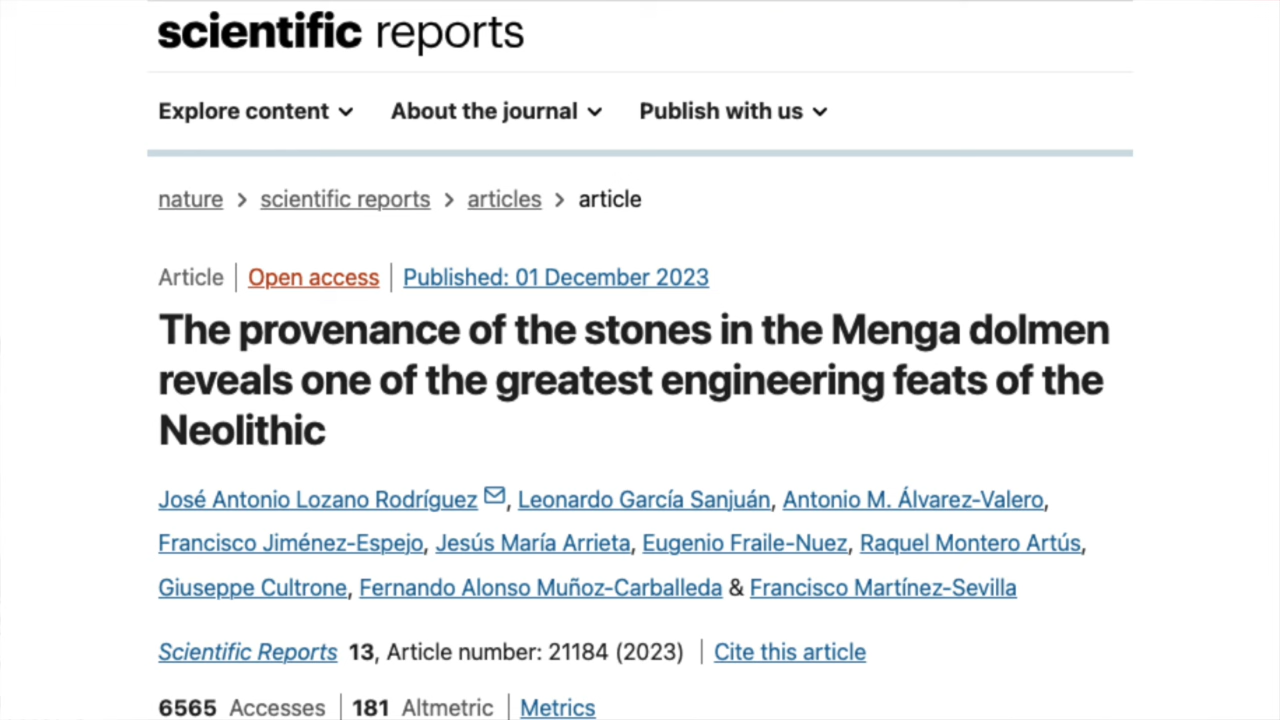 scientific reports
Explore content About the journal Publish with us
nature > scientific reports > articles > article
Article | Open access | Published: 01 December 2023
The provenance of the stones in the Menga dolmen
reveals one of the greatest engineering feats of the
Neolithic
José Antonio Lozano Rodríguez, Leonardo García Sanjuán, Antonio M. Álvarez-Valero,
Francisco Jiménez-Espejo, Jesús María Arrieta, Eugenio Fraile-Nuez, Raquel Montero Artús,
Giuseppe Cultrone, Fernando Alonso Muñoz-Carballeda & Francisco Martínez-Sevilla
Scientific Reports 13, Article number: 21184 (2023) | Cite this article
6565 Accesses | 181 Altmetric | Metrics